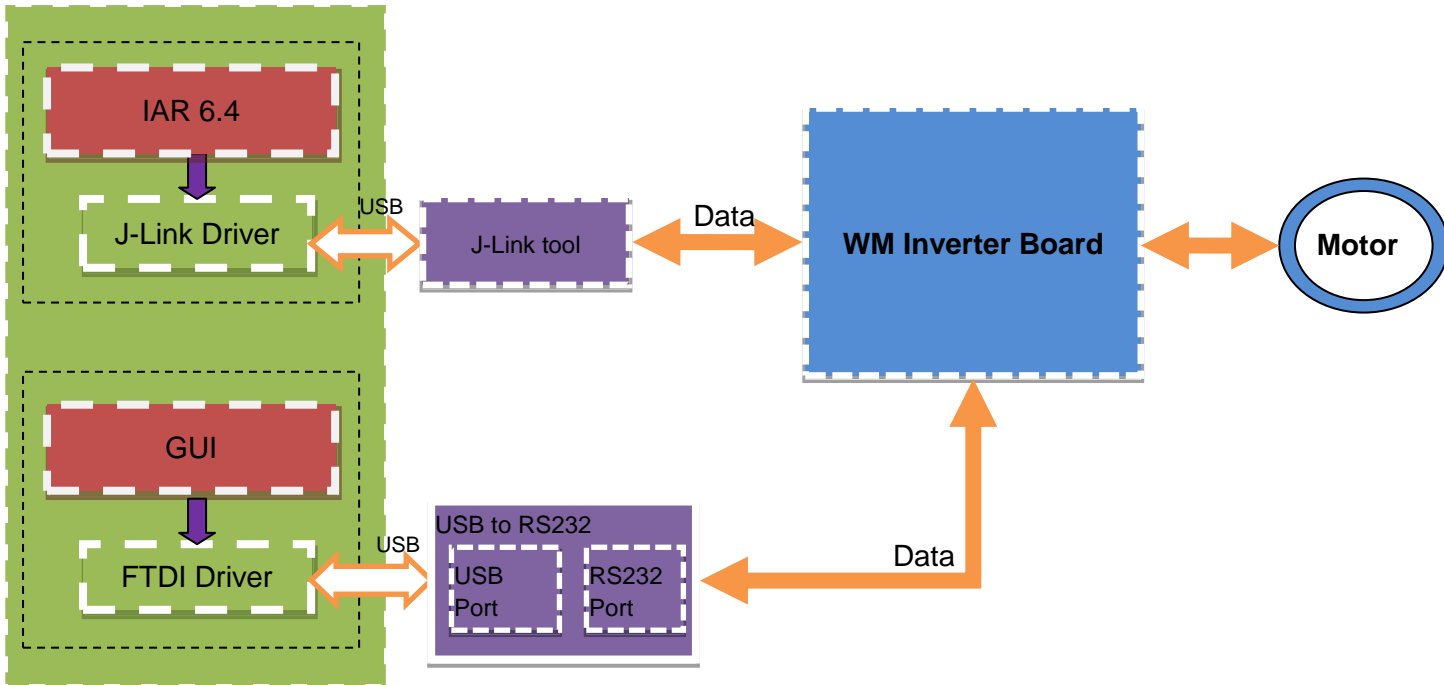 IAR 6.4
J-Link Driver
USB
J-Link tool
Data
WM Inverter Board
Motor
GUI
FTDI Driver
USB
USB to RS232
USB
Port
RS232
Port
Data